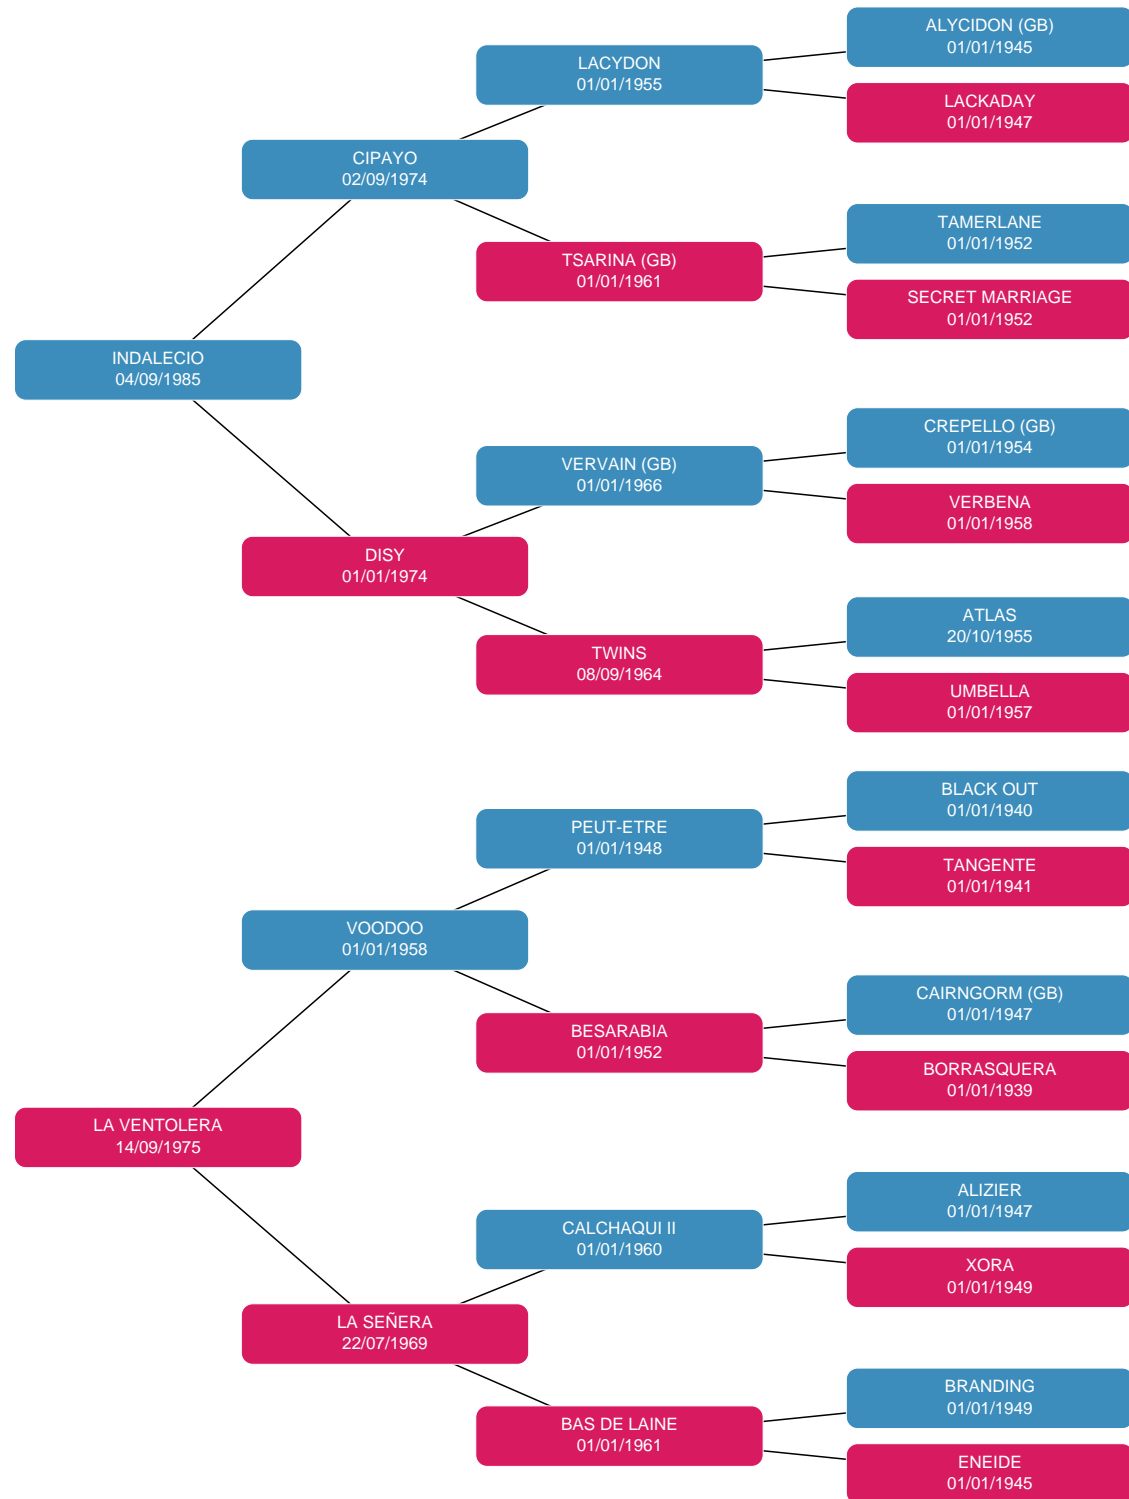 ALYCIDON (GB)
01/01/1945
LACYDON
01/01/1955
LACKADAY
01/01/1947
CIPAYO
02/09/1974
TAMERLANE
01/01/1952
TSARINA (GB)
01/01/1961
SECRET MARRIAGE
01/01/1952
INDALECIO
04/09/1985
CREPELLO (GB)
01/01/1954
VERVAIN (GB)
01/01/1966
VERBENA
01/01/1958
DISY
01/01/1974
ATLAS
20/10/1955
TWINS
08/09/1964
UMBELLA
01/01/1957
BLACK OUT
01/01/1940
PEUT-ETRE
01/01/1948
TANGENTE
01/01/1941
VOODOO
01/01/1958
CAIRNGORM (GB)
01/01/1947
BESARABIA
01/01/1952
BORRASQUERA
01/01/1939
LA VENTOLERA
14/09/1975
ALIZIER
01/01/1947
CALCHAQUI II
01/01/1960
XORA
01/01/1949
LA SEÑERA
22/07/1969
BRANDING
01/01/1949
BAS DE LAINE
01/01/1961
ENEIDE
01/01/1945